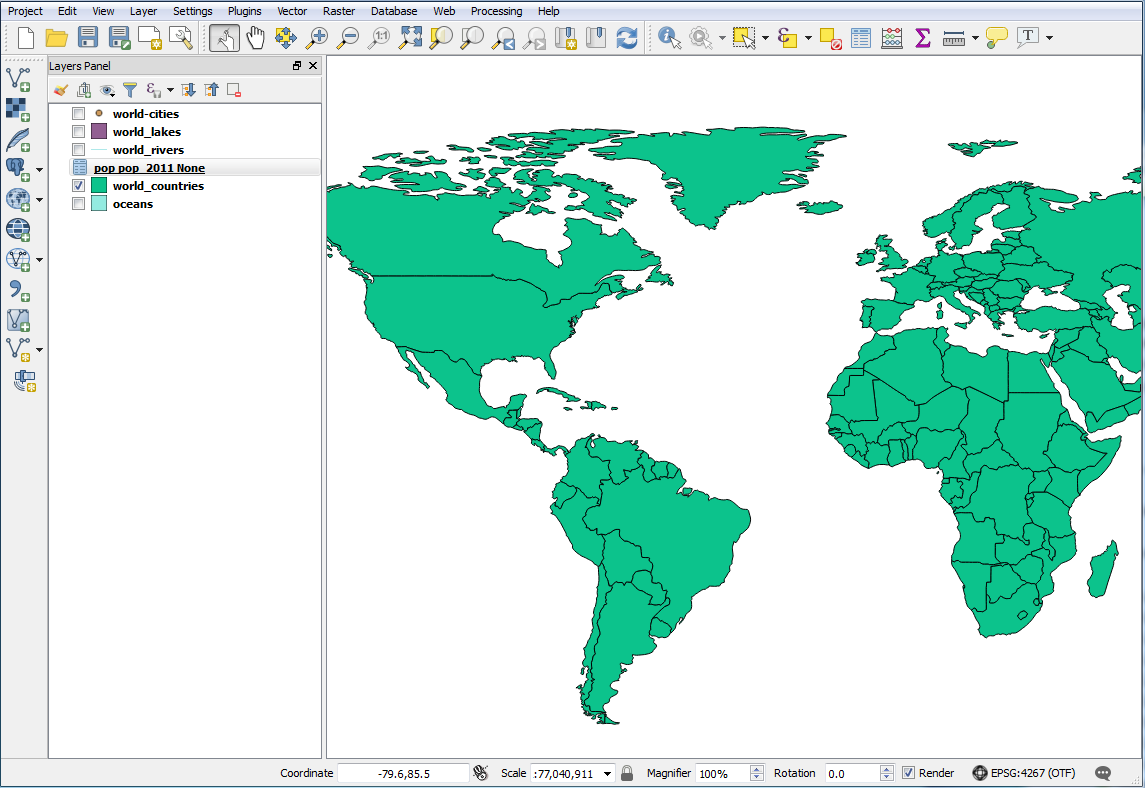 Project Edit View Layer Settings Plugins Vector Raster Database Web Processing Help
1:1
T
Layers Panel
world-cities
world_lakes
world_rivers
pop pop_2011 None
world_countries
oceans
Coordinate -79.6,85.5 Scale :77,040,911 Magnifier 100% Rotation 0.0 Render EPSG:4267 (OTF)